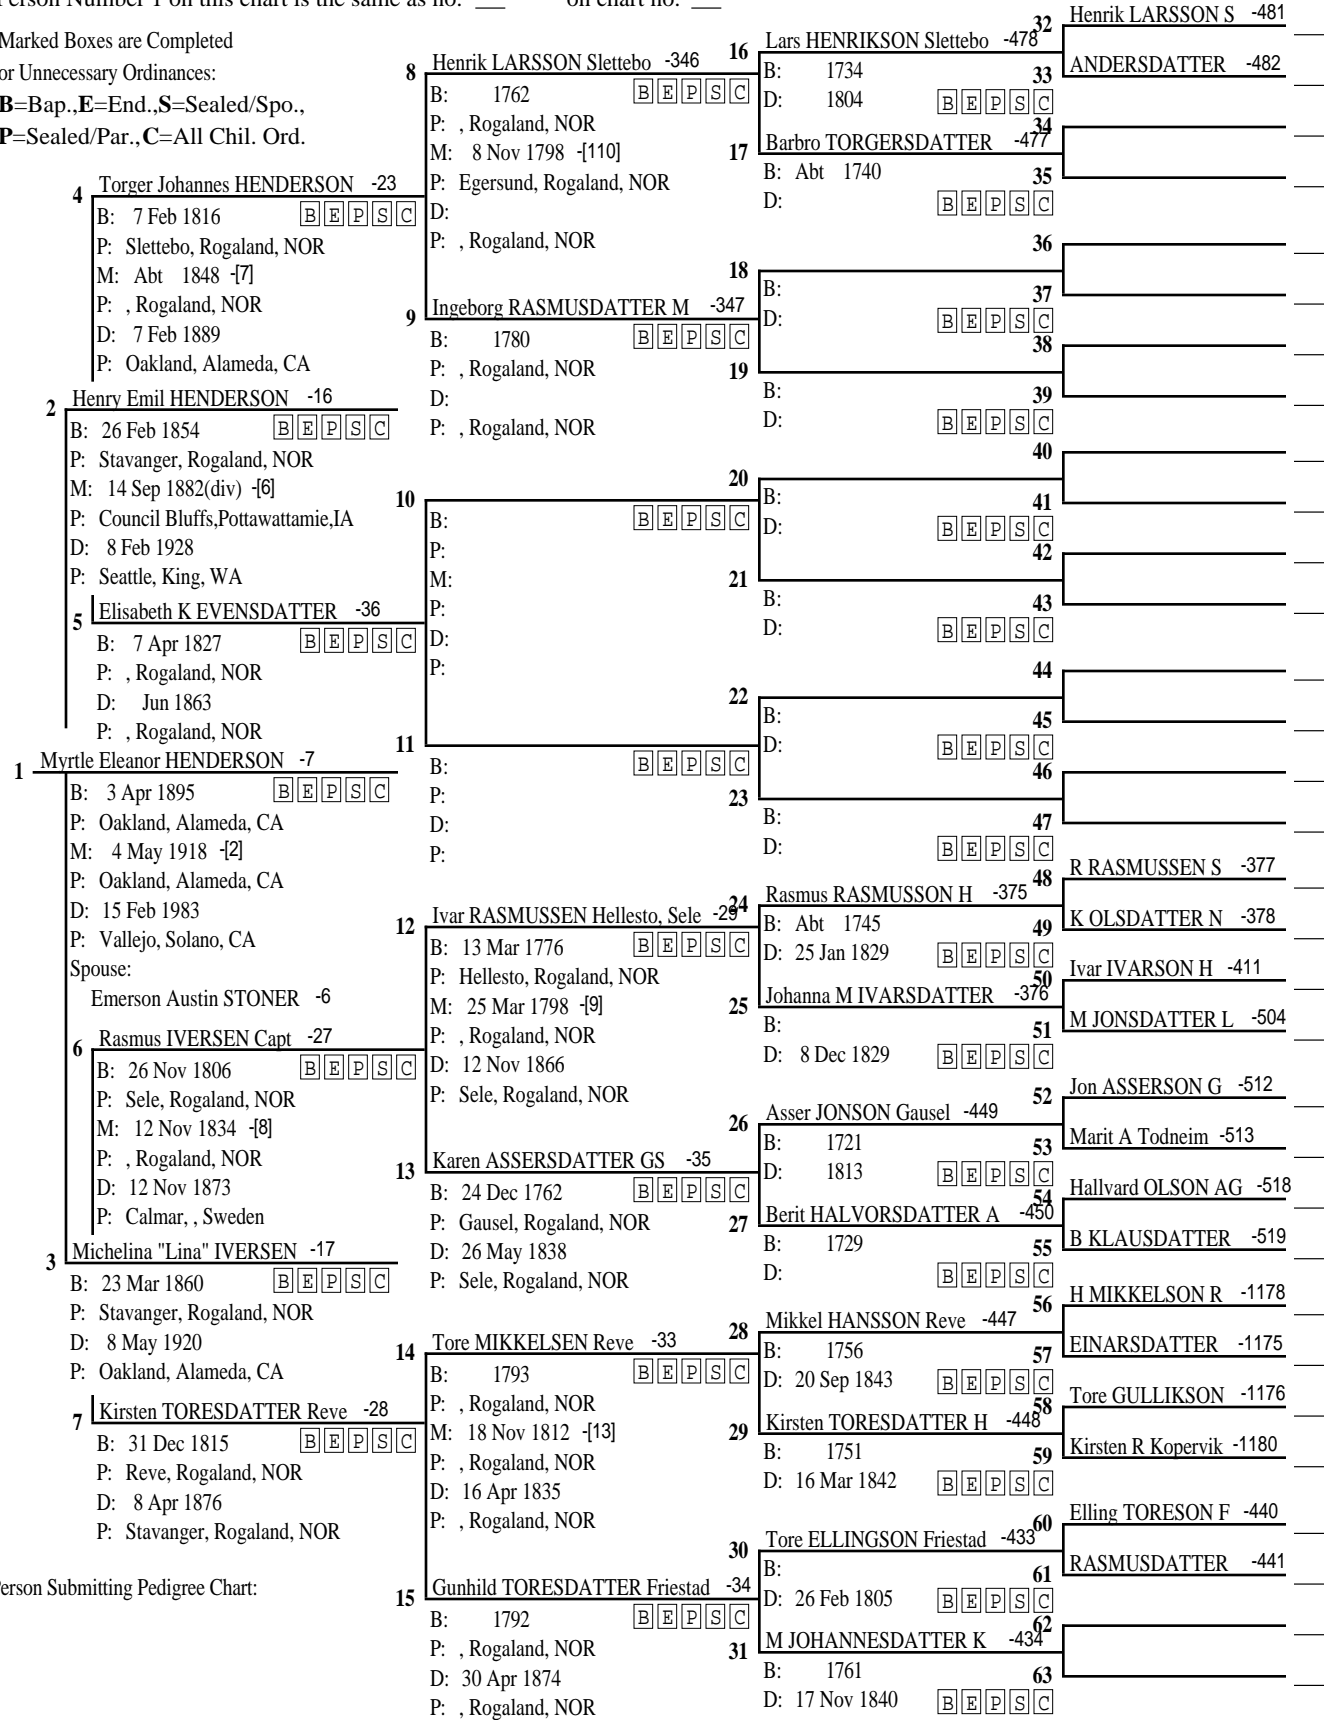 Person Number 1 on this chart is the same as no. __ on chart no. __
Marked Boxes are Completed
or Unnecessary Ordinances:
B=Bap.,E=End.,S=Sealed/Spo.,
P=Sealed/Par.,C=All Chil. Ord.
4 Torger Johannes HENDERSON -23
B: 7 Feb 1816 B E P S C
P: Slettebo, Rogaland, NOR
M: Abt 1848 -[7]
P: , Rogaland, NOR
D: 7 Feb 1889
P: Oakland, Alameda, CA
2 Henry Emil HENDERSON -16
B: 26 Feb 1854 B E P S C
P: Stavanger, Rogaland, NOR
M: 14 Sep 1882(div) -[6]
P: Council Bluffs,Pottawattamie,IA
D: 8 Feb 1928
P: Seattle, King, WA
5 Elisabeth K EVENSDATTER -36
B: 7 Apr 1827 B E P S C
P: , Rogaland, NOR
D: Jun 1863
P: , Rogaland, NOR
1 Myrtle Eleanor HENDERSON -7
B: 3 Apr 1895 B E P S C
P: Oakland, Alameda, CA
M: 4 May 1918 -[2]
P: Oakland, Alameda, CA
D: 15 Feb 1983
P: Vallejo, Solano, CA
Spouse:
Emerson Austin STONER -6
6 Rasmus IVERSEN Capt -27
B: 26 Nov 1806 B E P S C
P: Sele, Rogaland, NOR
M: 12 Nov 1834 -[8]
P: , Rogaland, NOR
D: 12 Nov 1873
P: Calmar, , Sweden
3 Michelina "Lina" IVERSEN -17
B: 23 Mar 1860 B E P S C
P: Stavanger, Rogaland, NOR
D: 8 May 1920
P: Oakland, Alameda, CA
7 Kirsten TORESDATTER Reve -28
B: 31 Dec 1815 B E P S C
P: Reve, Rogaland, NOR
D: 8 Apr 1876
P: Stavanger, Rogaland, NOR
Person Submitting Pedigree Chart:
8 Henrik LARSSON Slettebo -346
B: 1762 B E P S C
P: , Rogaland, NOR
M: 8 Nov 1798 -[110]
P: Egersund, Rogaland, NOR
D:
P: , Rogaland, NOR
9 Ingeborg RASMUSDATTER M -347
B: 1780 B E P S C
P: , Rogaland, NOR
D:
P: , Rogaland, NOR
10
B: B E P S C
P:
M:
P:
D:
P:
11
B: B E P S C
P:
D:
P:
12 Ivar RASMUSSEN Hellesto, Sele -29
B: 13 Mar 1776 B E P S C
P: Hellesto, Rogaland, NOR
M: 25 Mar 1798 -[9]
P: , Rogaland, NOR
D: 12 Nov 1866
P: Sele, Rogaland, NOR
13 Karen ASSERSDATTER GS -35
B: 24 Dec 1762 B E P S C
P: Gausel, Rogaland, NOR
D: 26 May 1838
P: Sele, Rogaland, NOR
14 Tore MIKKELSEN Reve -33
B: 1793 B E P S C
P: , Rogaland, NOR
M: 18 Nov 1812 -[13]
P: , Rogaland, NOR
D: 16 Apr 1835
P: , Rogaland, NOR
15 Gunhild TORESDATTER Friestad -34
B: 1792 B E P S C
P: , Rogaland, NOR
D: 30 Apr 1874
P: , Rogaland, NOR
16 Lars HENRIKSON Slettebo -478
B: 1734
D: 1804 B E P S C
17 Barbro TORGERSDATTER -477
B: Abt 1740
D: B E P S C
18
B:
D: B E P S C
19
B:
D: B E P S C
20
B:
D: B E P S C
21
B:
D: B E P S C
22
B:
D: B E P S C
23
B:
D: B E P S C
24 Rasmus RASMUSSON H -375
B: Abt 1745
D: 25 Jan 1829 B E P S C
25 Johanna M IVARSDATTER -376
B:
D: 8 Dec 1829 B E P S C
26 Asser JONSON Gausel -449
B: 1721
D: 1813 B E P S C
27 Berit HALVORSDATTER A -450
B: 1729
D: B E P S C
28 Mikkel HANSSON Reve -447
B: 1756
D: 20 Sep 1843 B E P S C
29 Kirsten TORESDATTER H -448
B: 1751
D: 16 Mar 1842 B E P S C
30 Tore ELLINGSON Friestad -433
B:
D: 26 Feb 1805 B E P S C
31 M JOHANNESDATTER K -434
B: 1761
D: 17 Nov 1840 B E P S C
32 Henrik LARSSON S -481
33 ANDERSDATTER -482
34
35
36
37
38
39
40
41
42
43
44
45
46
47
48 R RASMUSSEN S -377
49 K OLSDATTER N -378
50 Ivar IVARSON H -411
51 M JONSDATTER L -504
52 Jon ASSERSON G -512
53 Marit A Todneim -513
54 Hallvard OLSON AG -518
55 B KLAUSDATTER -519
56 H MIKKELSON R -1178
57 EINARSDATTER -1175
58 Tore GULLIKSON -1176
59 Kirsten R Kopervik -1180
60 Elling TORESON F -440
61 RASMUSDATTER -441
62
63